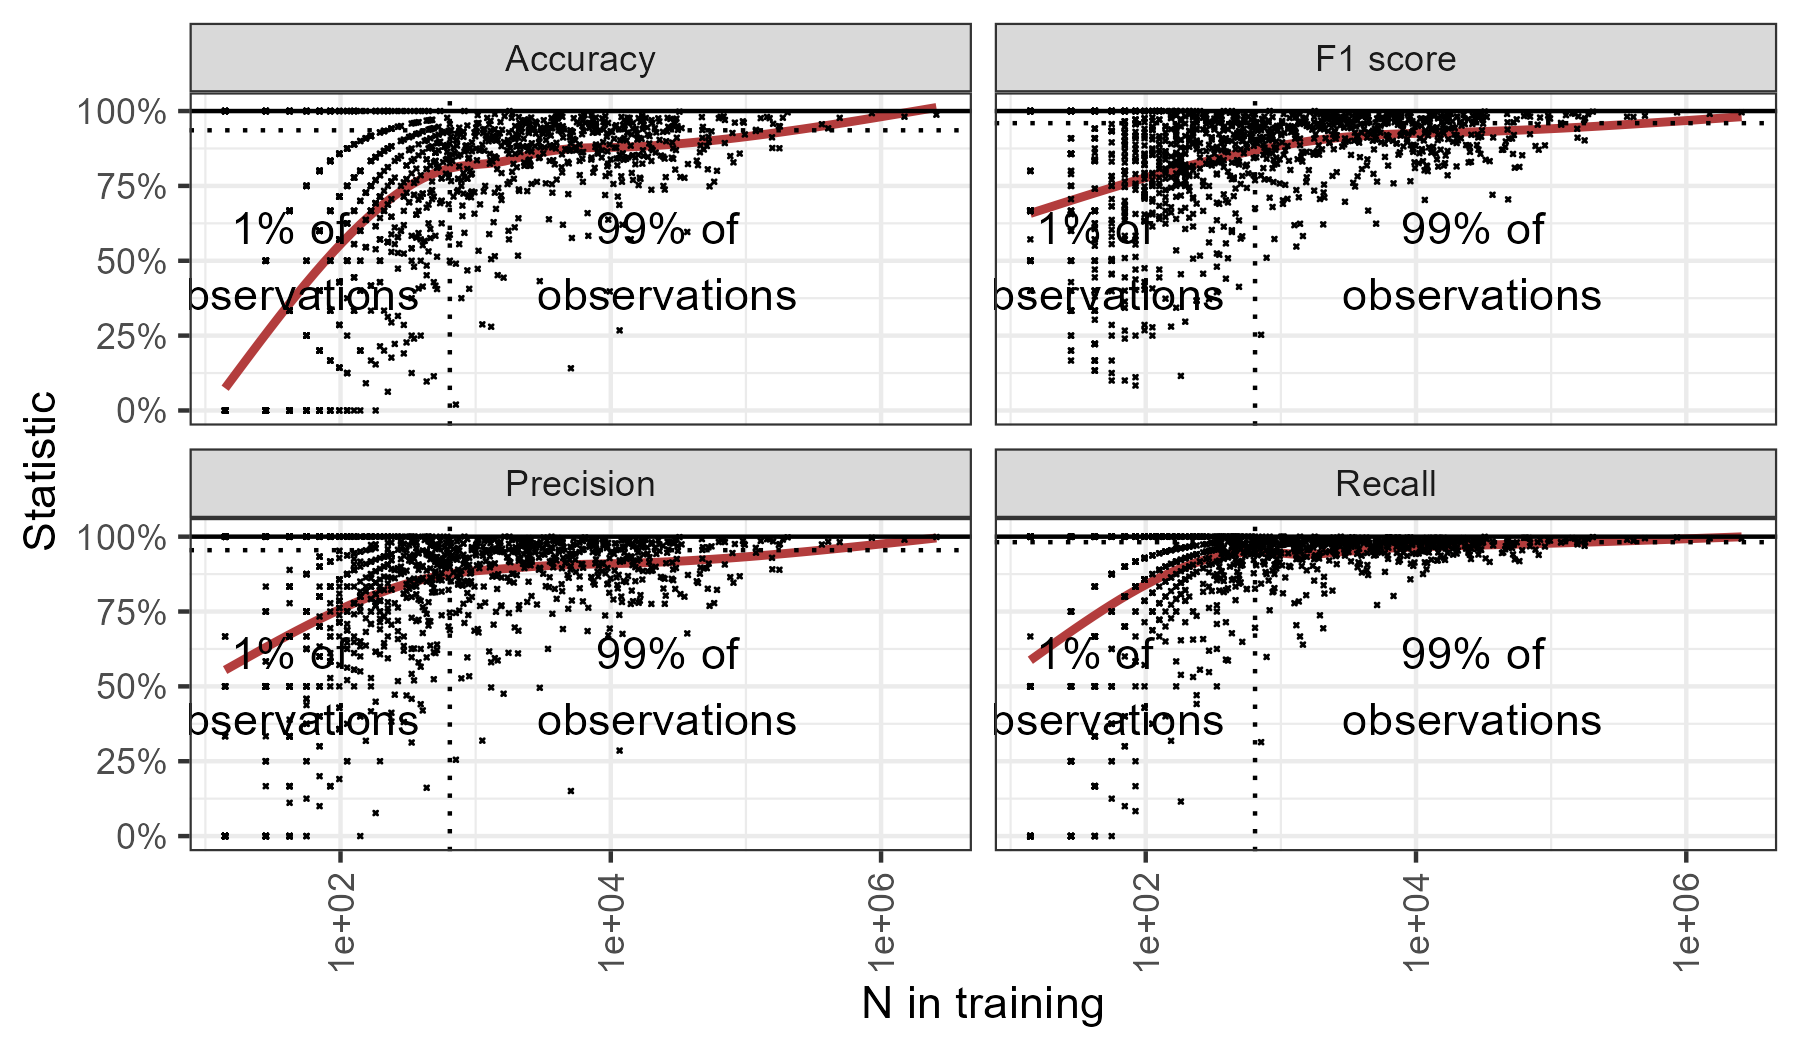 Accuracy
F1 score
100%
75%
50%
25%
0%
1% of
bservations
99% of
observations
1% of
bservations
99% of
observations
Statistic
Precision
Recall
100%
75%
50%
25%
0%
1% of
bservations
99% of
observations
1% of
bservations
99% of
observations
1e+02
1e+04
1e+06
1e+02
1e+04
1e+06
N in training